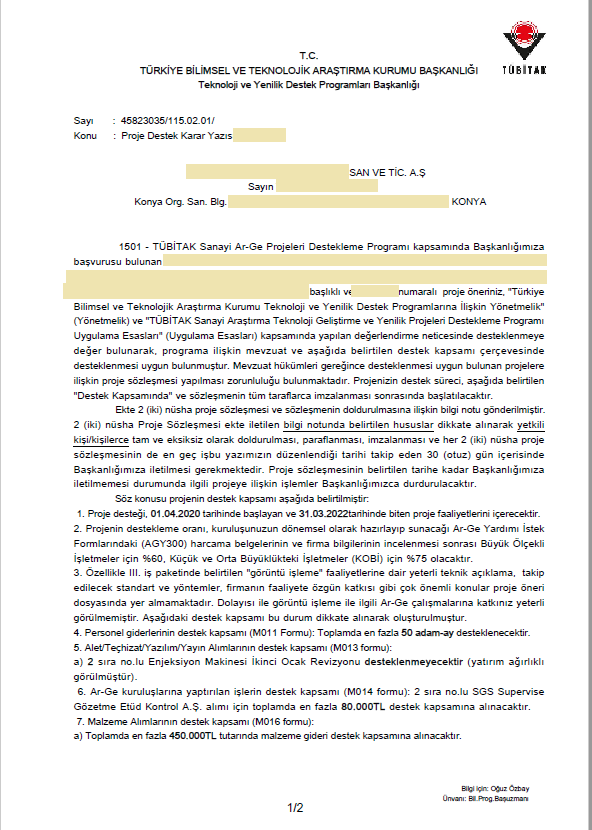 T.C.
TÜRKİYE BİLİMSEL VE TEKNOLOJİK ARAŞTIRMA KURUMU BAŞKANLIĞI
Teknoloji ve Yenilik Destek Programları Başkanlığı
TÜBİTAK
Sayı : 45823035/115.02.01/
Konu : Proje Destek Karar Yazıs
SAN VE TİC. A.Ş
Sayın
Konya Org. San. Blg. KONYA
1501 - TÜBİTAK Sanayi Ar-Ge Projeleri Destekleme Programı kapsamında Başkanlığımıza
başvurusu bulunan
başlıklı ve numaralı proje öneriniz, "Türkiye
Bilimsel ve Teknolojik Araştırma Kurumu Teknoloji ve Yenilik Destek Programlarına İlişkin Yönetmelik"
(Yönetmelik) ve "TÜBİTAK Sanayi Araştırma Teknoloji Geliştirme ve Yenilik Projeleri Destekleme Programı
Uygulama Esasları" (Uygulama Esasları) kapsamında yapılan değerlendirme neticesinde desteklenmeye
değer bulunarak, programa ilişkin mevzuat ve aşağıda belirtilen destek kapsamı çerçevesinde
desteklenmesi uygun bulunmuştur. Mevzuat hükümleri gereğince desteklenmesi uygun bulunan projelere
ilişkin proje sözleşmesi yapılması zorunluluğu bulunmaktadır. Projenizin destek süreci, aşağıda belirtilen
"Destek Kapsamında" ve sözleşmenin tüm taraflarca imzalanması sonrasında başlatılacaktır.
Ekte 2 (iki) nüsha proje sözleşmesi ve sözleşmenin doldurulmasına ilişkin bilgi notu gönderilmiştir.
2 (iki) nüsha Proje Sözleşmesi ekte iletilen bilgi notunda belirtilen hususlar dikkate alınarak yetkili
kişi/kişilerce tam ve eksiksiz olarak doldurulması, paraflanması, imzalanması ve her 2 (iki) nüsha proje
sözleşmesinin de en geç işbu yazımızın düzenlendiği tarihi takip eden 30 (otuz) gün içerisinde
Başkanlığımıza iletilmesi gerekmektedir. Proje sözleşmesinin belirtilen tarihe kadar Başkanlığımıza
iletilmemesi durumunda ilgili projeye ilişkin işlemler Başkanlığımızca durdurulacaktır.
Söz konusu projenin destek kapsamı aşağıda belirtilmiştir:
1. Proje desteği, 01.04.2020 tarihinde başlayan ve 31.03.2022tarihinde biten proje faaliyetlerini içerecektir.
2. Projenin destekleme oranı, kuruluşunuzun dönemsel olarak hazırlayıp sunacağı Ar-Ge Yardımı İstek
Formlarındaki (AGY300) harcama belgelerinin ve firma bilgilerinin incelenmesi sonrası Büyük Ölçekli
İşletmeler için %60, Küçük ve Orta Büyüklükteki İşletmeler (KOBİ) için %75 olacaktır.
3. Özellikle III. iş paketinde belirtilen "görüntü işleme" faaliyetlerine dair yeterli teknik açıklama, takip
edilecek standart ve yöntemler, firmanın faaliyete özgün katkısı gibi çok önemli konular proje öneri
dosyasında yer almamaktadır. Dolayısı ile görüntü işleme ile ilgili Ar-Ge çalışmalarına katkınız yeterli
görülmemiştir. Aşağıdaki destek kapsamı bu durum dikkate alınarak oluşturulmuştur.
4. Personel giderlerinin destek kapsamı (M011 Formu): Toplamda en fazla 50 adam-ay desteklenecektir.
5. Alet/Teçhizat/Yazılım/Yayın Alımlarının destek kapsamı (M013 formu):
a) 2 sıra no.lu Enjeksiyon Makinesi İkinci Ocak Revizyonu desteklenmeyecektir (yatırım ağırlıklı
görülmüştür).
6. Ar-Ge kuruluşlarına yaptırılan işlerin destek kapsamı (M014 formu): 2 sıra no.lu SGS Supervise
Gözetme Etüd Kontrol A.Ş. alımı için toplamda en fazla 80.000TL destek kapsamına alınacaktır.
7. Malzeme Alımlarının destek kapsamı (M016 formu):
a) Toplamda en fazla 450.000TL tutarında malzeme gideri destek kapsamına alınacaktır.
Bilgi için: Oğuz Özbay
Ünvanı: Bil.Prog.Başuzmanı
1/2